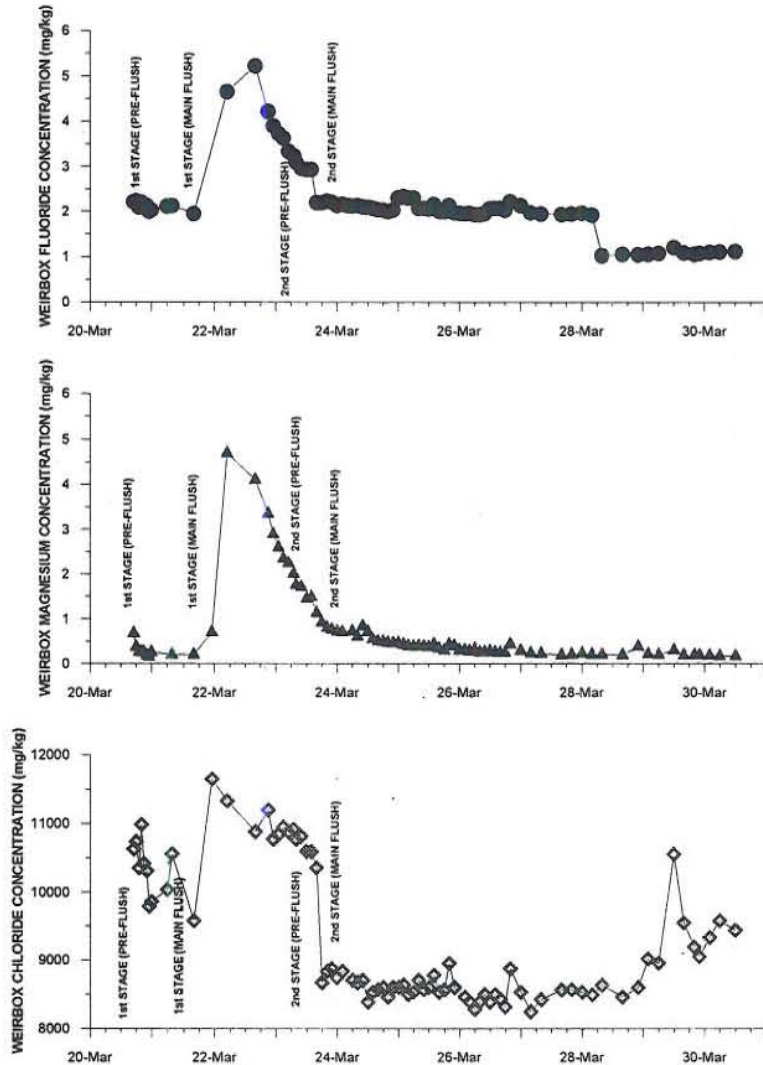 WEIRBOX FLUORIDE CONCENTRATION (mg/kg)
6
5
4
3
2
1
0
1st STAGE (PRE-FLUSH)
1st STAGE (MAIN FLUSH)
2nd STAGE (PRE-FLUSH)
2nd STAGE (MAIN FLUSH)
20-Mar 22-Mar 24-Mar 26-Mar 28-Mar 30-Mar
WEIRBOX MAGNESIUM CONCENTRATION (mg/kg)
6
5
4
3
2
1
0
1st STAGE (PRE-FLUSH)
1st STAGE (MAIN FLUSH)
2nd STAGE (PRE-FLUSH)
2nd STAGE (MAIN FLUSH)
20-Mar 22-Mar 24-Mar 26-Mar 28-Mar 30-Mar
WEIRBOX CHLORIDE CONCENTRATION (mg/kg)
12000
11000
10000
9000
8000
1st STAGE (PRE-FLUSH)
1st STAGE (MAIN FLUSH)
2nd STAGE (PRE-FLUSH)
2nd STAGE (MAIN FLUSH)
20-Mar 22-Mar 24-Mar 26-Mar 28-Mar 30-Mar